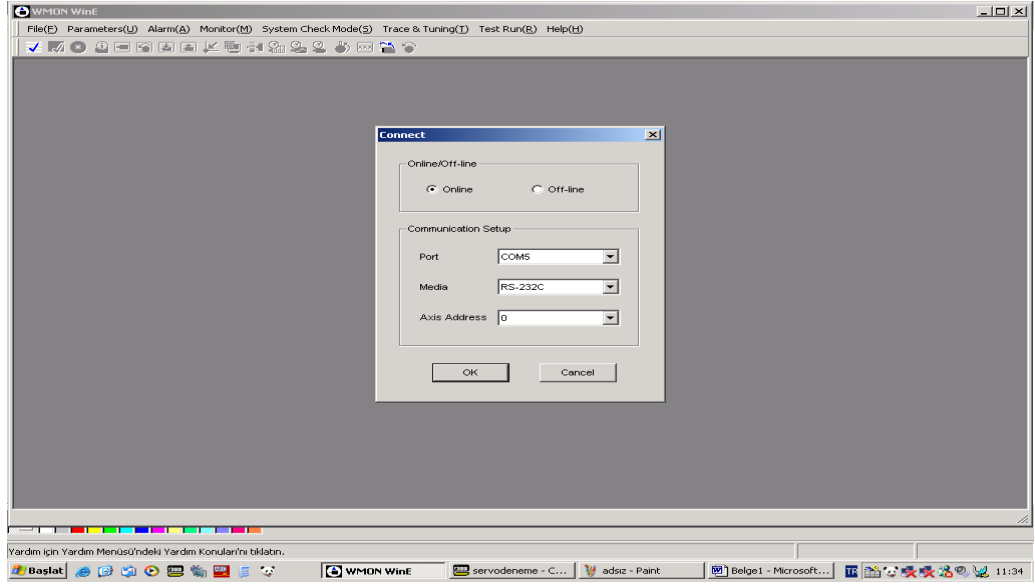 WMON WinE
File(F) Parameters(U) Alarm(A) Monitor(M) System Check Mode(S) Trace & Tuning(T) Test Run(R) Help(H)
Connect
Online/Off-line
Online Off-line
Communication Setup
Port COM5
Media RS-232C
Axis Address 0
OK Cancel
Yardım için Yardım Menüsü'ndeki Yardım Konuları'nı tıklatın.
Başlat WMON WinE servodeneme - C... adsız - Paint Belge1 - Microsoft... TR 11:34